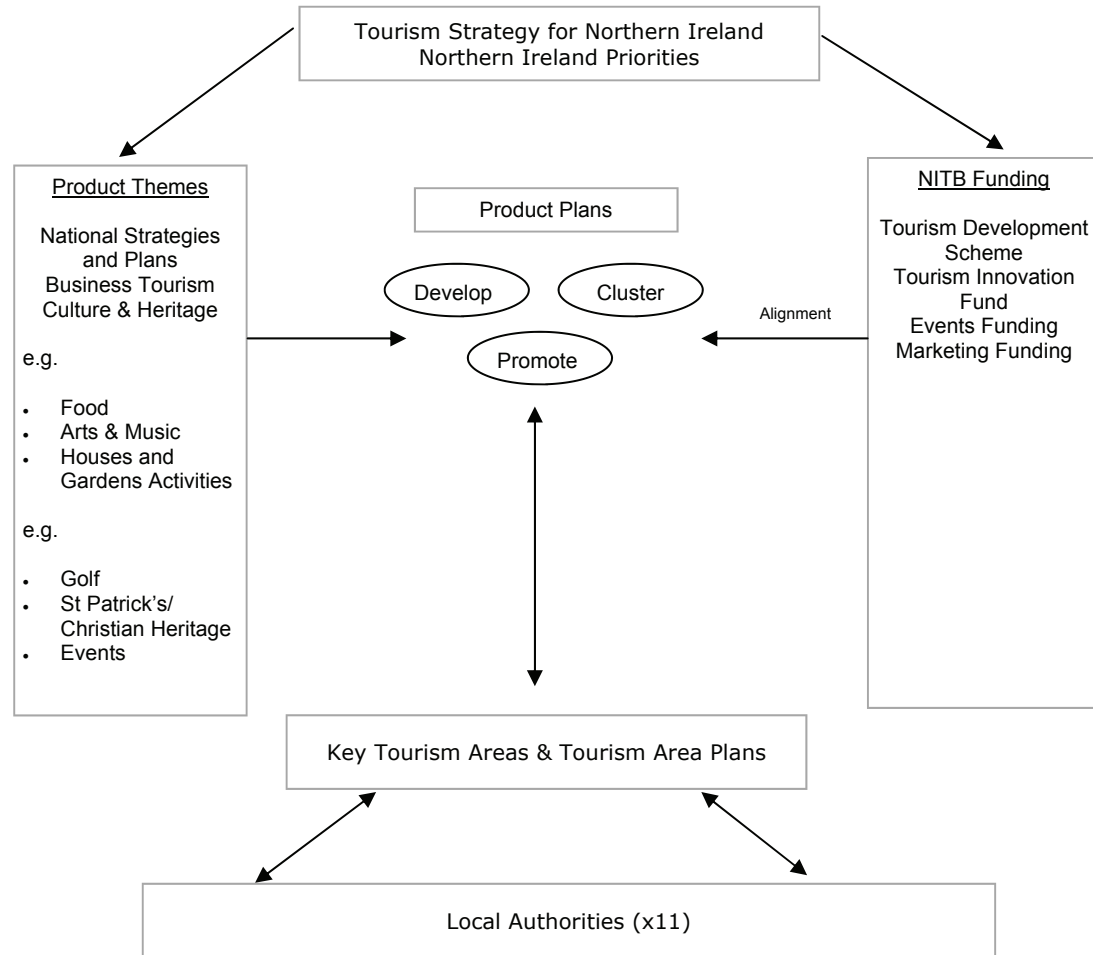 Tourism Strategy for Northern Ireland
Northern Ireland Priorities
Product Themes
National Strategies
and Plans
Business Tourism
Culture & Heritage
e.g.
• Food
• Arts & Music
• Houses and
Gardens Activities
e.g.
• Golf
• St Patrick’s/
Christian Heritage
• Events
Product Plans
Develop
Cluster
Promote
Alignment
NITB Funding
Tourism Development
Scheme
Tourism Innovation
Fund
Events Funding
Marketing Funding
Key Tourism Areas & Tourism Area Plans
Local Authorities (x11)